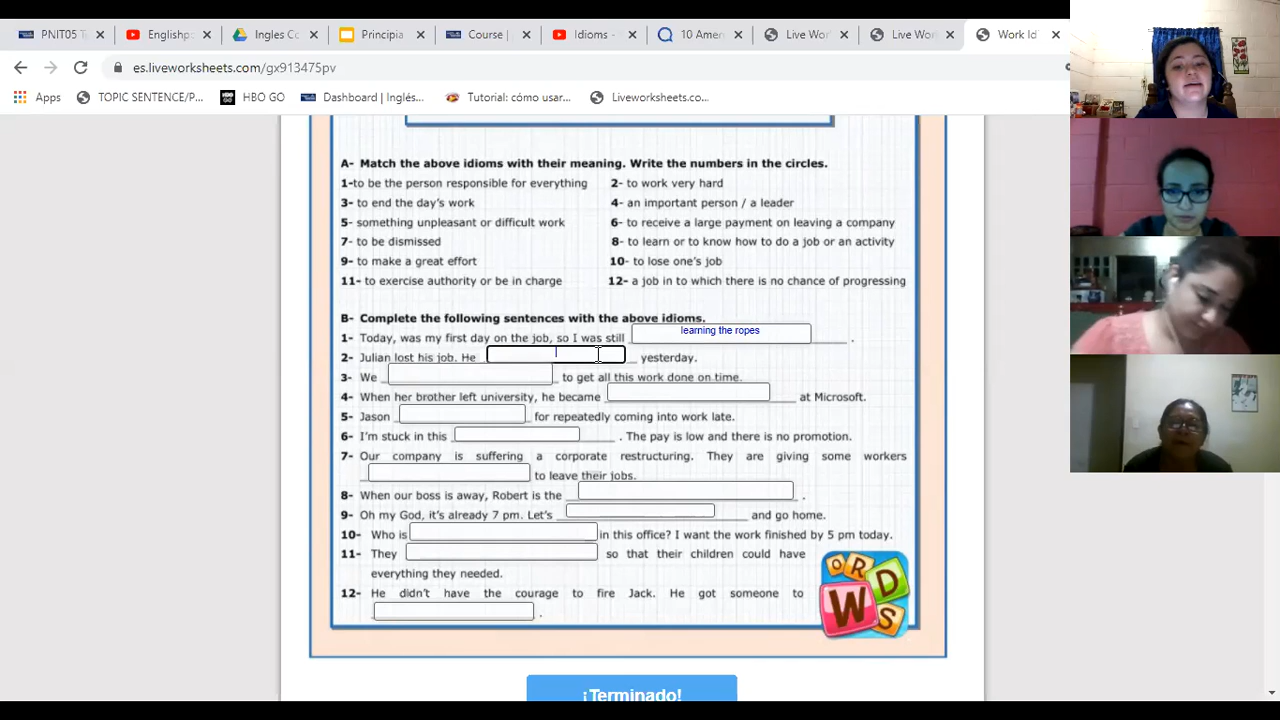 PNIT05 T
Englishp
Ingles Co
Principia
Course
Idioms -
10 Amer
Live Wor
Live Work
Work Id
es.liveworksheets.com/gx913475pv
Apps
TOPIC SENTENCE/P...
HBO GO
Dashboard | Inglés...
Tutorial: cómo usar...
Liveworksheets.co...
A- Match the above idioms with their meaning. Write the numbers in the circles.
1-to be the person responsible for everything
2- to work very hard
3- to end the day's work
4- an important person / a leader
5- something unpleasant or difficult work
6- to receive a large payment on leaving a company
7- to be dismissed
8- to learn or to know how to do a job or an activity
9- to make a great effort
10- to lose one's job
11- to exercise authority or be in charge
12- a job in to which there is no chance of progressing
B- Complete the following sentences with the above idioms.
1- Today, was my first day on the job, so I was still learning the ropes .
2- Julian lost his job. He yesterday.
3- We to get all this work done on time.
4- When her brother left university, he became at Microsoft.
5- Jason for repeatedly coming into work late.
6- I'm stuck in this . The pay is low and there is no promotion.
7- Our company is suffering a corporate restructuring. They are giving some workers
to leave their jobs.
8- When our boss is away, Robert is the .
9- Oh my God, it's already 7 pm. Let's and go home.
10- Who is in this office? I want the work finished by 5 pm today.
11- They so that their children could have
everything they needed.
12- He didn't have the courage to fire Jack. He got someone to
.
WORDS
¡Terminado!